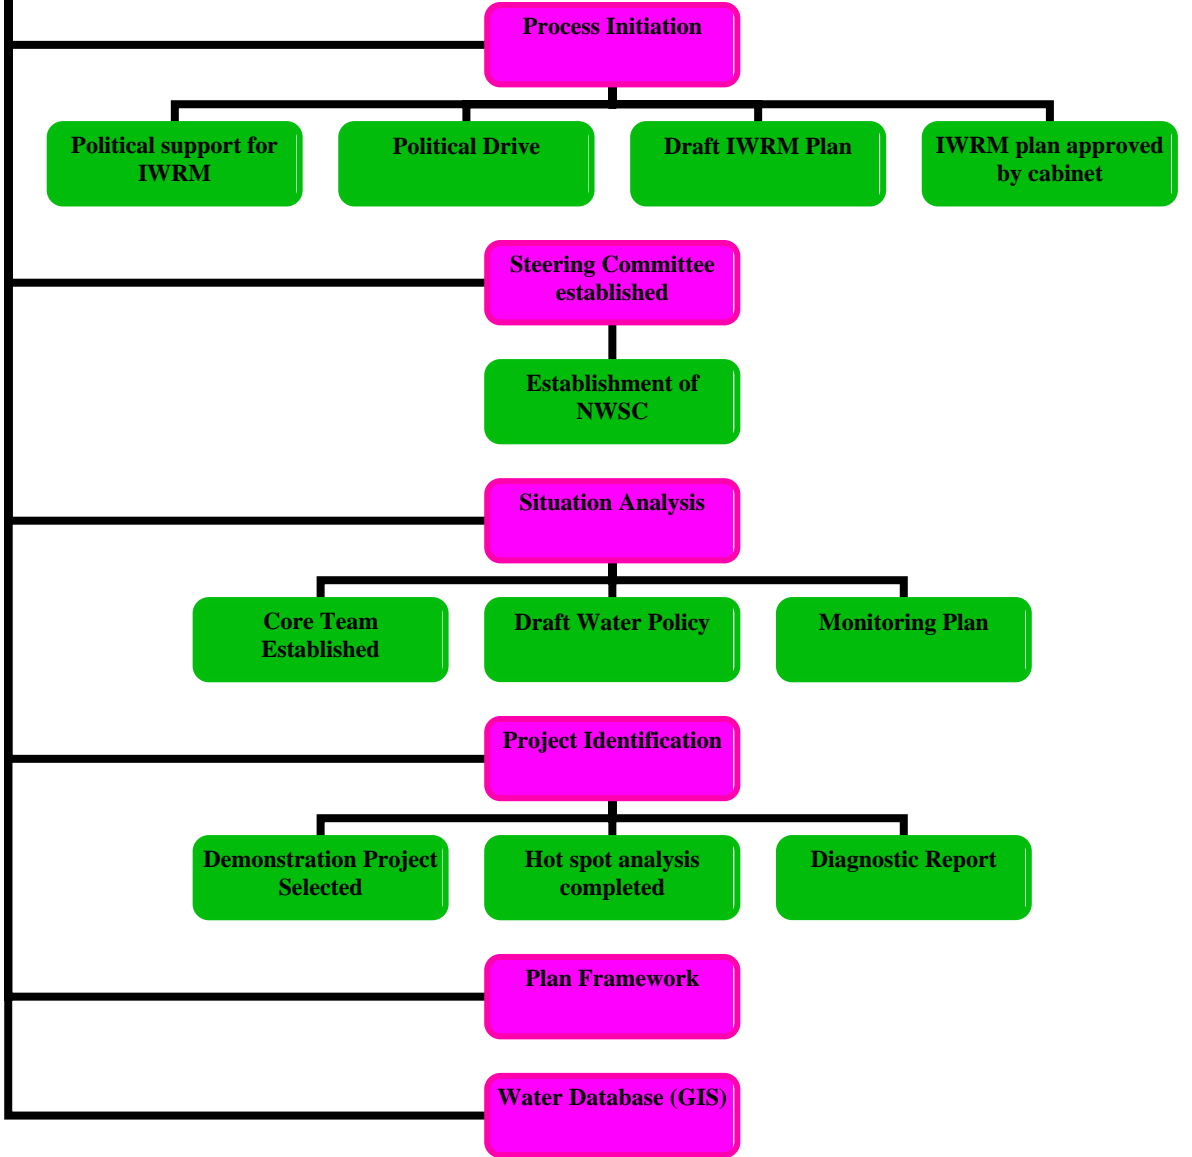 Process Initiation
Political support for
IWRM
Political Drive
Draft IWRM Plan
IWRM plan approved
by cabinet
Steering Committee
established
Establishment of
NWSC
Situation Analysis
Core Team
Established
Draft Water Policy
Monitoring Plan
Project Identification
Demonstration Project
Selected
Hot spot analysis
completed
Diagnostic Report
Plan Framework
Water Database (GIS)